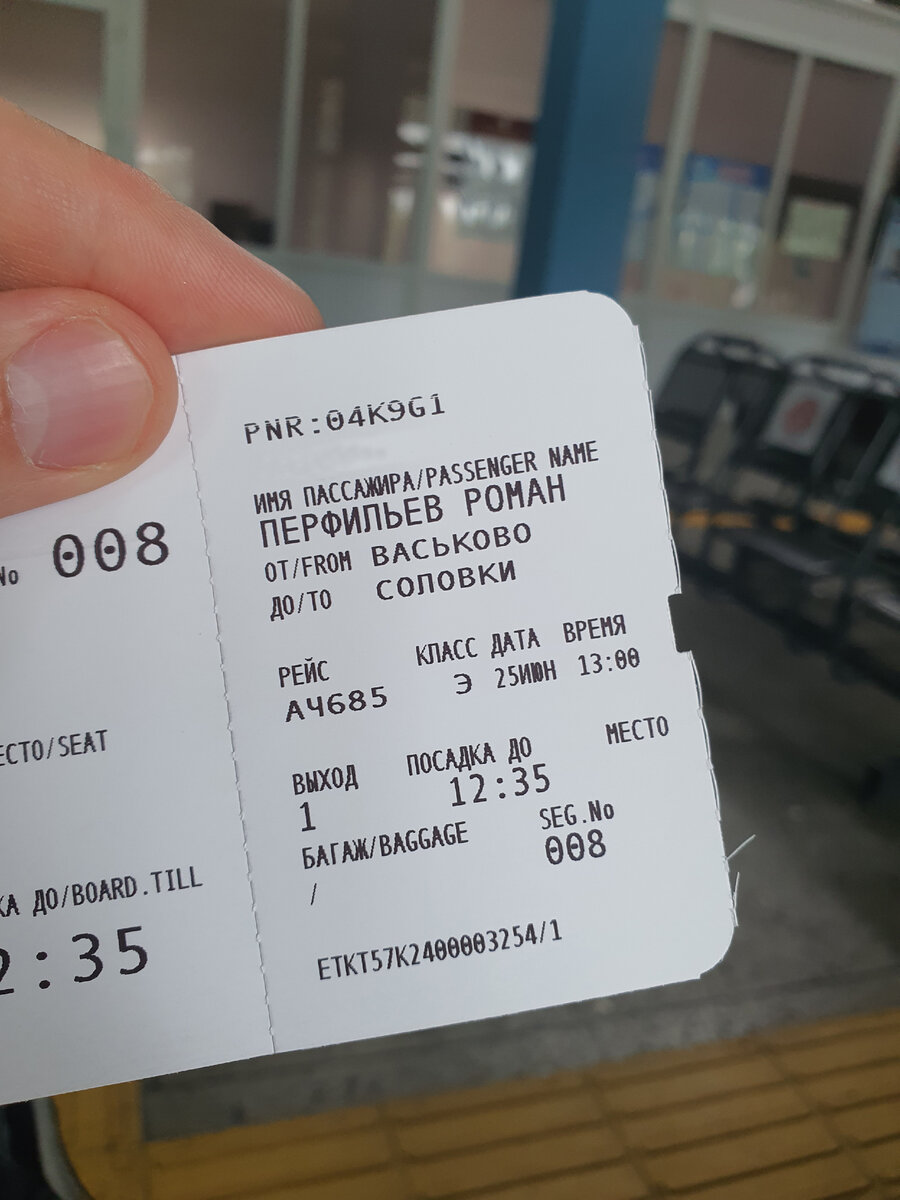 No 008
ЕСТО/SEAT
КА ДО/BOARD.TILL
2:35
PNR:04K9G1
ИМЯ ПАССАЖИРА/PASSENGER NAME
ПЕРФИЛЬЕВ РОМАН
ОТ/FROM ВАСЬКОВО
ДО/TO СОЛОВКИ
РЕЙС КЛАСС ДАТА ВРЕМЯ
АЧ685 Э 25ИЮН 13:00
ВЫХОД ПОСАДКА ДО МЕСТО
1 12:35
БАГАЖ/BAGGAGE SEG.No
/ 008
ETKT57K2400003254/1